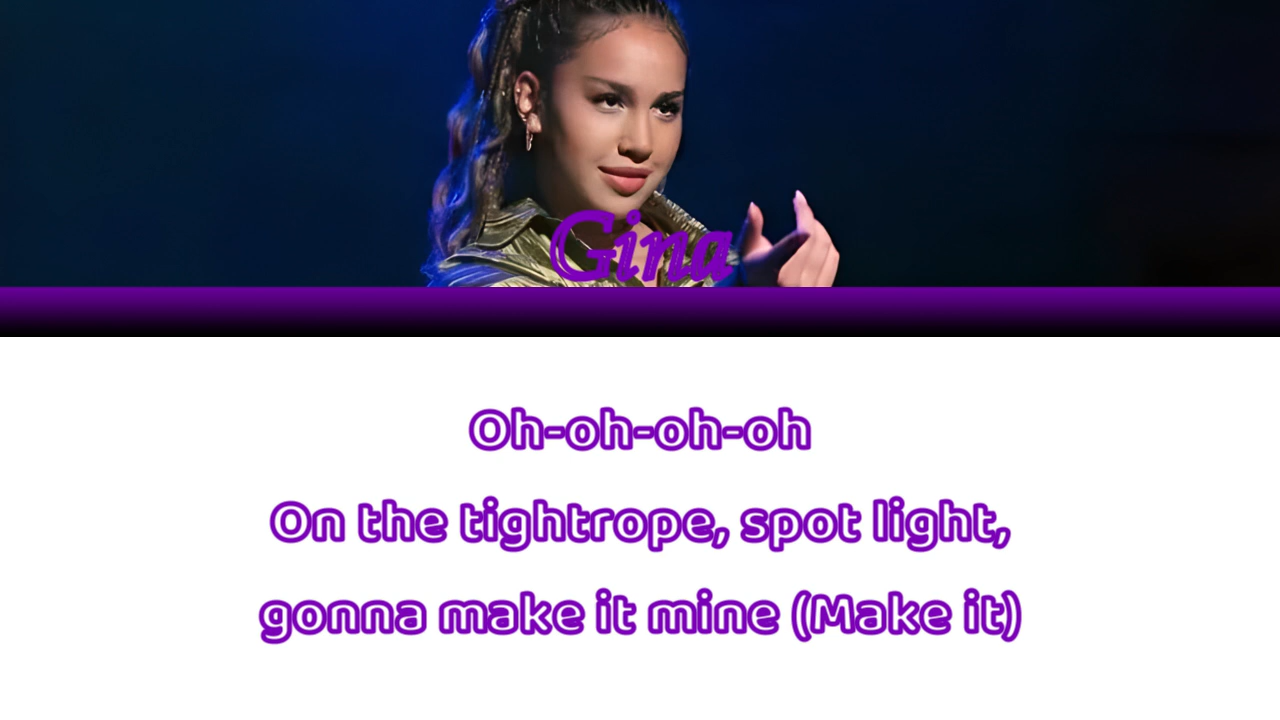 Gina
Oh-oh-oh-oh
On the tightrope, spot light,
gonna make it mine (Make it)